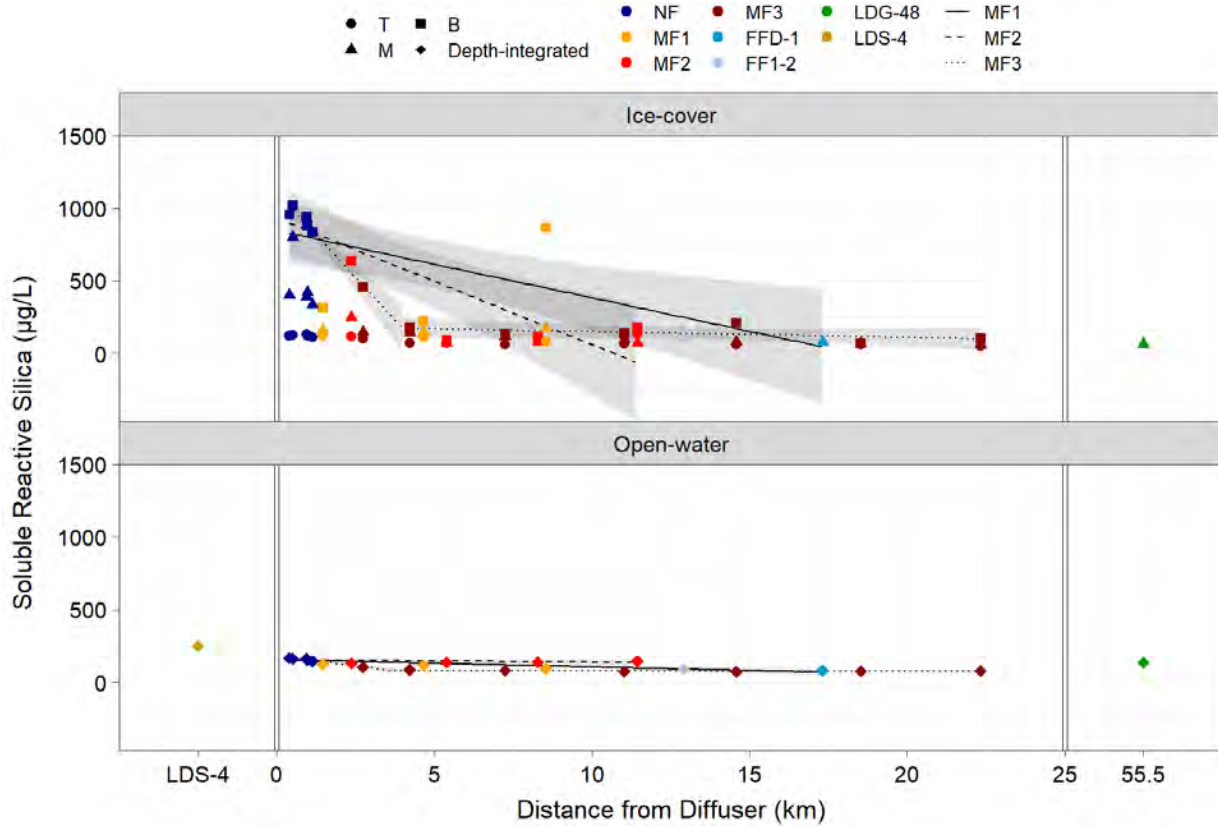 T B NF MF3 LDG-48 MF1
M Depth-integrated MF1 FFD-1 LDS-4 MF2
MF2 FF1-2 MF3
Ice-cover
1500
1000
500
0
Soluble Reactive Silica (µg/L)
Open-water
1500
1000
500
0
LDS-4 0 5 10 15 20 25 55.5
Distance from Diffuser (km)